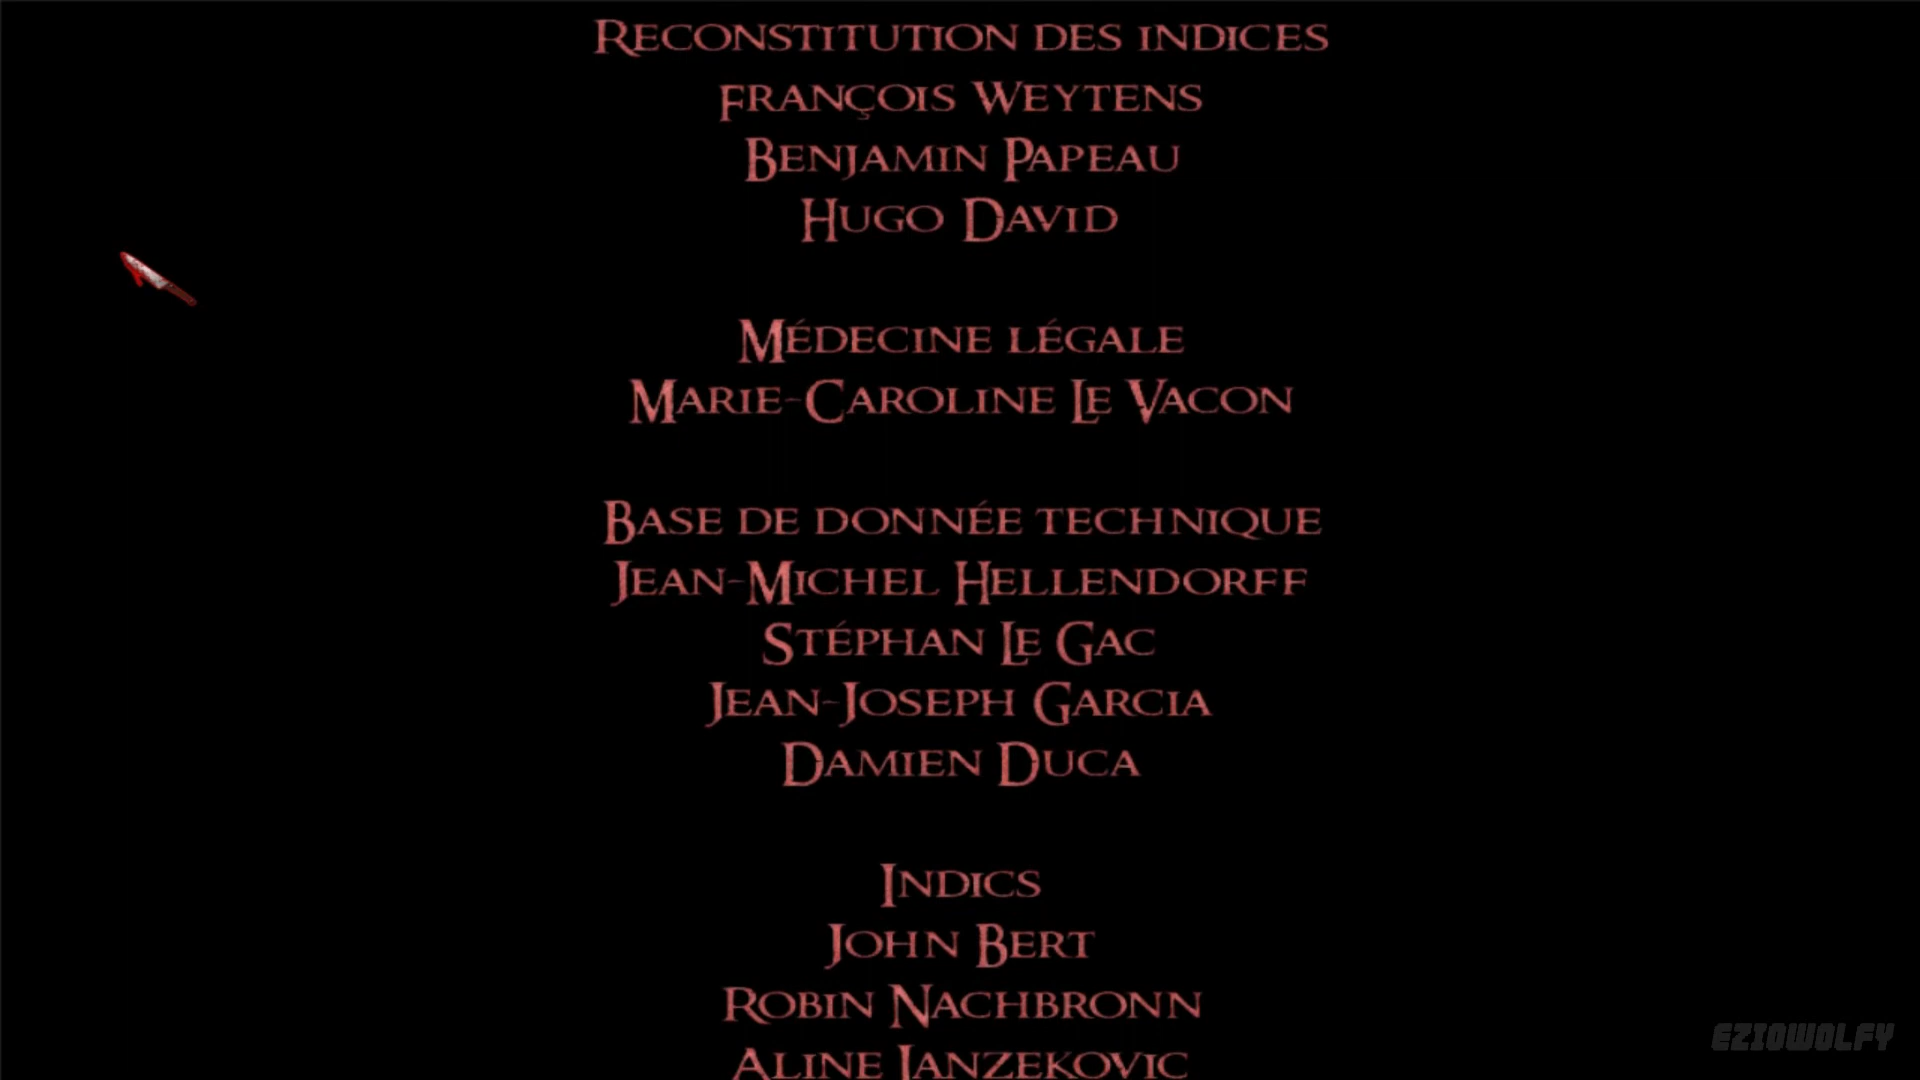 Reconstitution des indices
François Weytens
Benjamin Papeau
Hugo David
Médecine légale
Marie-Caroline Le Vacon
Base de donnée technique
Jean-Michel Hellendorff
Stéphan Le Gac
Jean-Joseph Garcia
Damien Duca
Indics
John Bert
Robin Nachbronn
Aline Janzekovic
EZIOWOLFY